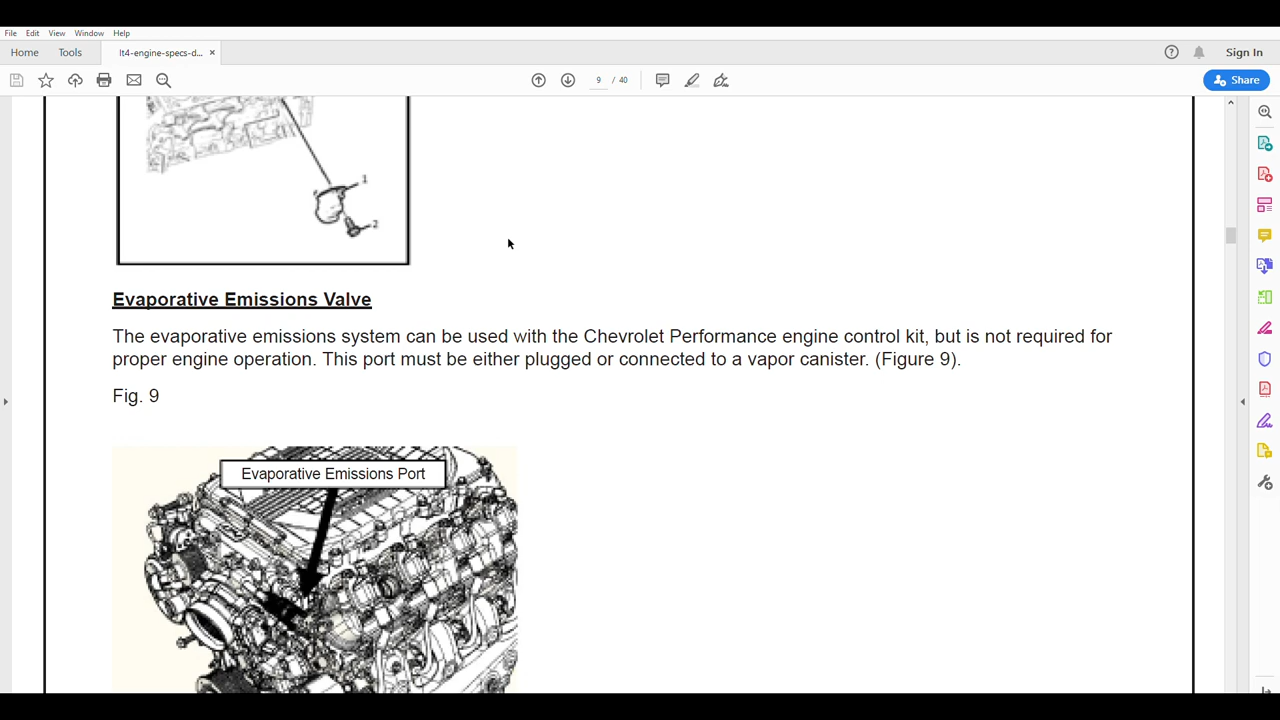 File Edit View Window Help
Home Tools lt4-engine-specs-d... × Sign In
9 / 40 Share
1
2
Evaporative Emissions Valve
The evaporative emissions system can be used with the Chevrolet Performance engine control kit, but is not required for
proper engine operation. This port must be either plugged or connected to a vapor canister. (Figure 9).
Fig. 9
Evaporative Emissions Port